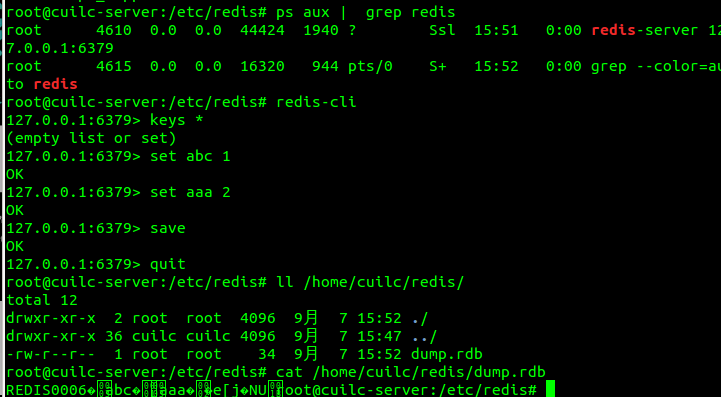 root@cuilc-server:/etc/redis# ps aux |  grep redis
root      4610  0.0  0.0  44424  1940 ?        Ssl  15:51   0:00 redis-server 12
7.0.0.1:6379
root      4615  0.0  0.0  16320   944 pts/0    S+   15:52   0:00 grep --color=au
to redis
root@cuilc-server:/etc/redis# redis-cli
127.0.0.1:6379> keys *
(empty list or set)
127.0.0.1:6379> set abc 1
OK
127.0.0.1:6379> set aaa 2
OK
127.0.0.1:6379> save
OK
127.0.0.1:6379> quit
root@cuilc-server:/etc/redis# ll /home/cuilc/redis/
total 12
drwxr-xr-x  2 root  root  4096  9月  7 15:52 ./
drwxr-xr-x 36 cuilc cuilc 4096  9月  7 15:47 ../
-rw-r--r--  1 root  root    34  9月  7 15:52 dump.rdb
root@cuilc-server:/etc/redis# cat /home/cuilc/redis/dump.rdb
REDIS0006 bc aa e[j NU oot@cuilc-server:/etc/redis#